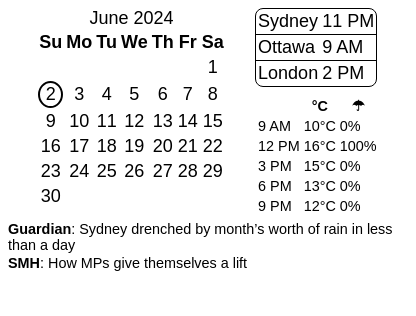 June 2024
Su Mo Tu We Th Fr Sa
1
2 3 4 5 6 7 8
9 10 11 12 13 14 15
16 17 18 19 20 21 22
23 24 25 26 27 28 29
30
Sydney 11 PM
Ottawa 9 AM
London 2 PM
°C ☂
9 AM 10°C 0%
12 PM 16°C 100%
3 PM 15°C 0%
6 PM 13°C 0%
9 PM 12°C 0%
Guardian: Sydney drenched by month’s worth of rain in less
than a day
SMH: How MPs give themselves a lift